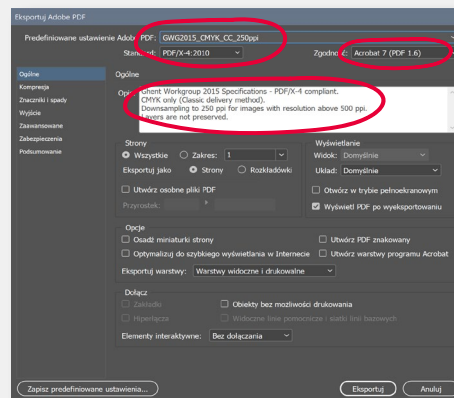 Eksportuj Adobe PDF
Predefiniowane ustawienie Adobe PDF: GWG2015_CMYK_CC_250ppi
Standard: PDF/X-4:2010 Zgodność: Acrobat 7 (PDF 1.6)
Ogólne
Kompresja
Znaczniki i spady
Wyjście
Zaawansowane
Zabezpieczenia
Podsumowanie
Ogólne
Opis: Ghent Workgroup 2015 Specifications - PDF/X-4 compliant.
CMYK only (Classic delivery method).
Downsampling to 250 ppi for images with resolution above 500 ppi.
Layers are not preserved.
Strony
Wszystkie Zakres: 1
Eksportuj jako Strony Rozkładówki
Utwórz osobne pliki PDF
Przyrostek:
Wyświetlanie
Widok: Domyślnie
Układ: Domyślnie
Otwórz w trybie pełnoekranowym
Wyświetl PDF po wyeksportowaniu
Opcje
Osadź miniaturki strony Utwórz PDF znakowany
Optymalizuj do szybkiego wyświetlania w Internecie Utwórz warstwy programu Acrobat
Eksportuj warstwy: Warstwy widoczne i drukowalne
Dołącz
Zakładki Obiekty bez możliwości drukowania
Hiperłącza Widoczne linie pomocnicze i siatki linii bazowych
Elementy interaktywne: Bez dołączania
Zapisz predefiniowane ustawienia... Eksportuj Anuluj